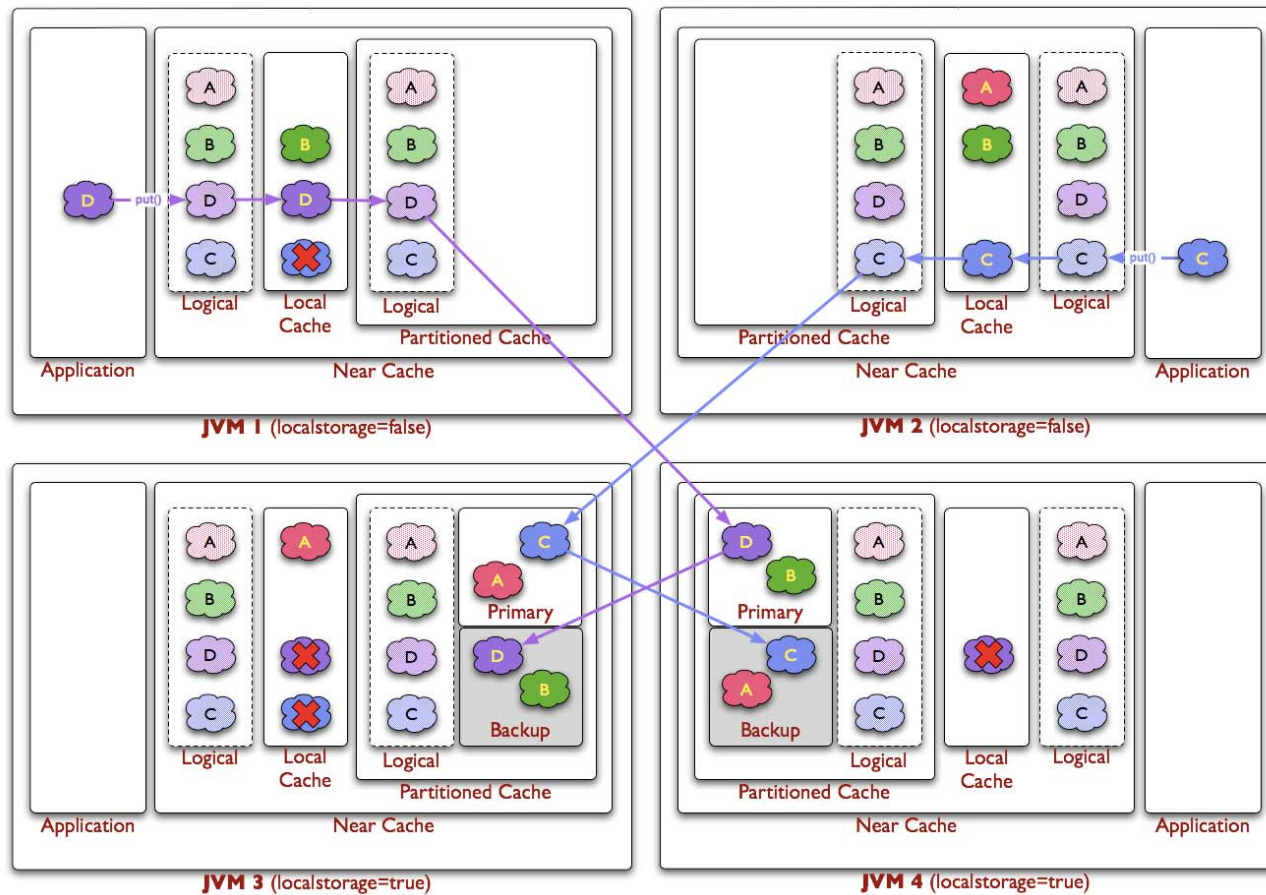 A
A
A
A
A
B
B
B
B
B
B
D
put()
D
D
D
D
D
C
C
C
C
C
put()
C
Logical
Local
Cache
Logical
Logical
Local
Cache
Logical
Partitioned Cache
Partitioned Cache
Application
Near Cache
Near Cache
Application
JVM 1 (localstorage=false)
JVM 2 (localstorage=false)
A
A
A
C
D
A
A
A
B
Primary
Primary
B
B
B
B
D
D
D
C
D
D
B
A
C
C
Backup
Backup
C
C
Logical
Local
Cache
Logical
Logical
Local
Cache
Logical
Partitioned Cache
Partitioned Cache
Application
Near Cache
Near Cache
Application
JVM 3 (localstorage=true)
JVM 4 (localstorage=true)